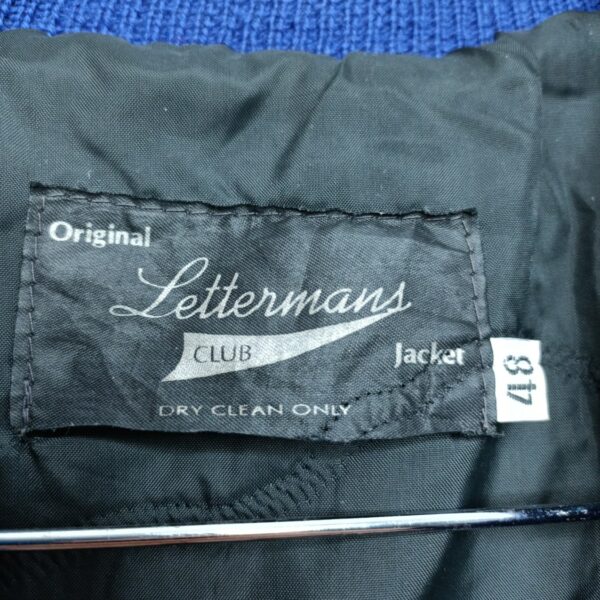 Original
Lettermans
CLUB
Jacket
48
DRY CLEAN ONLY